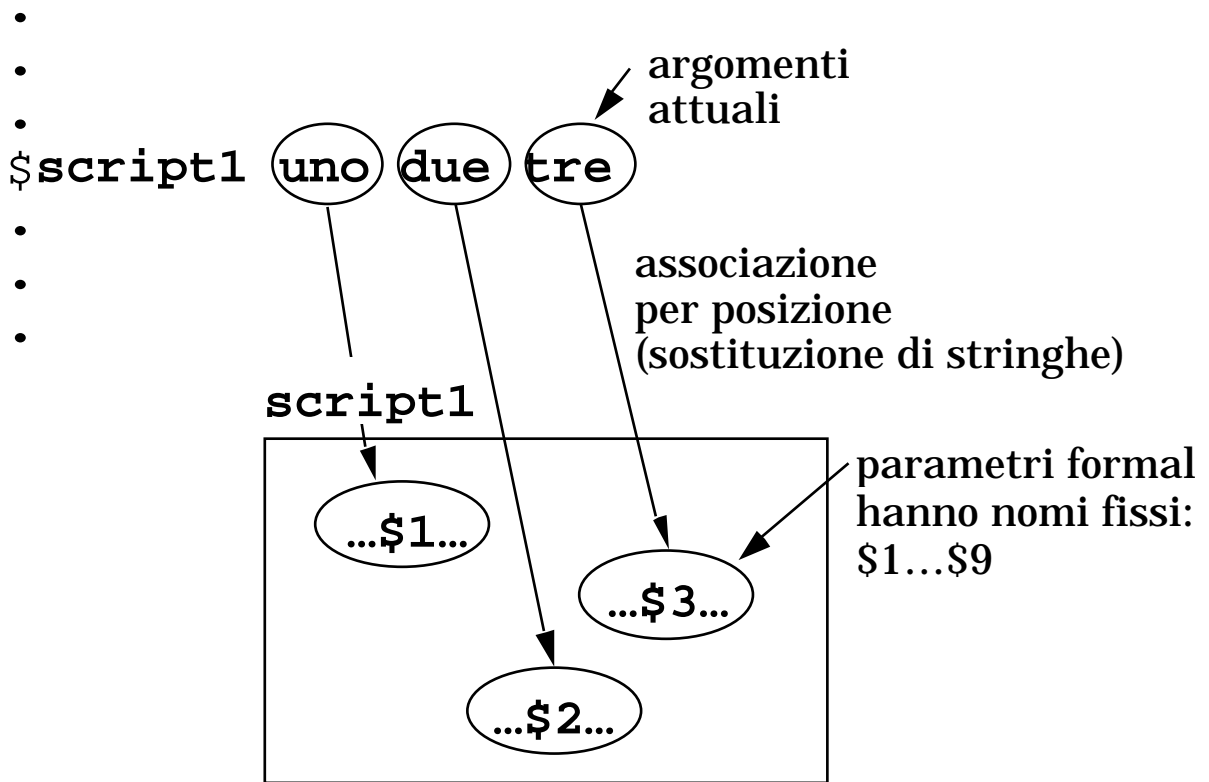 •
•
argomenti
attuali
•
$script1 uno due tre
•
•
•
associazione
per posizione
(sostituzione di stringhe)
script1
parametri formal
hanno nomi fissi:
$1…$9
…$1…
…$3…
…$2…